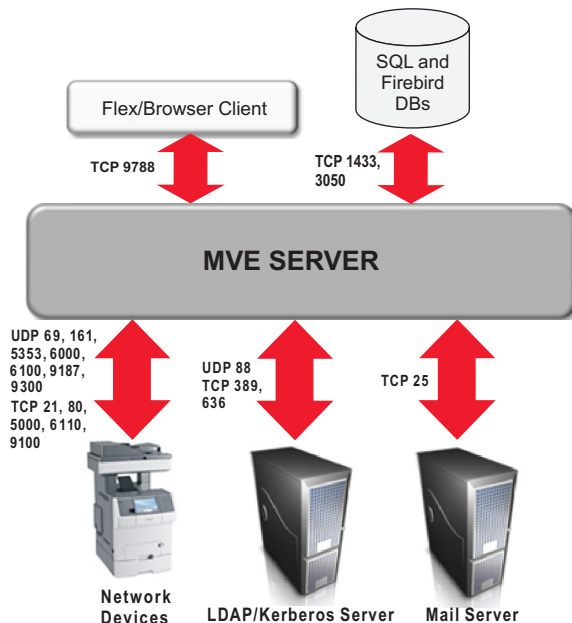 SQL and
Firebird
DBs
Flex/Browser Client
TCP 9788
TCP 1433,
3050
MVE SERVER
UDP 69, 161,
5353, 6000,
6100, 9187,
9300
TCP 21, 80,
5000, 6110,
9100
UDP 88
TCP 389,
636
TCP 25
Network
Devices
LDAP/Kerberos Server
Mail Server